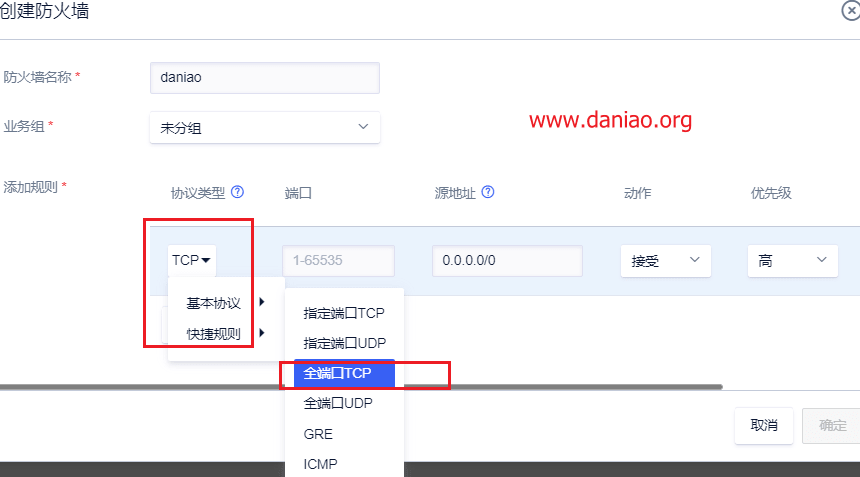 创建防火墙
防火墙名称 *
daniao
业务组 *
未分组
www.daniao.org
添加规则 *
协议类型 端口 源地址 动作 优先级
TCP 1-65535 0.0.0.0/0 接受 高
基本协议
快捷规则
指定端口TCP
指定端口UDP
全端口TCP
全端口UDP
GRE
ICMP
取消 确定